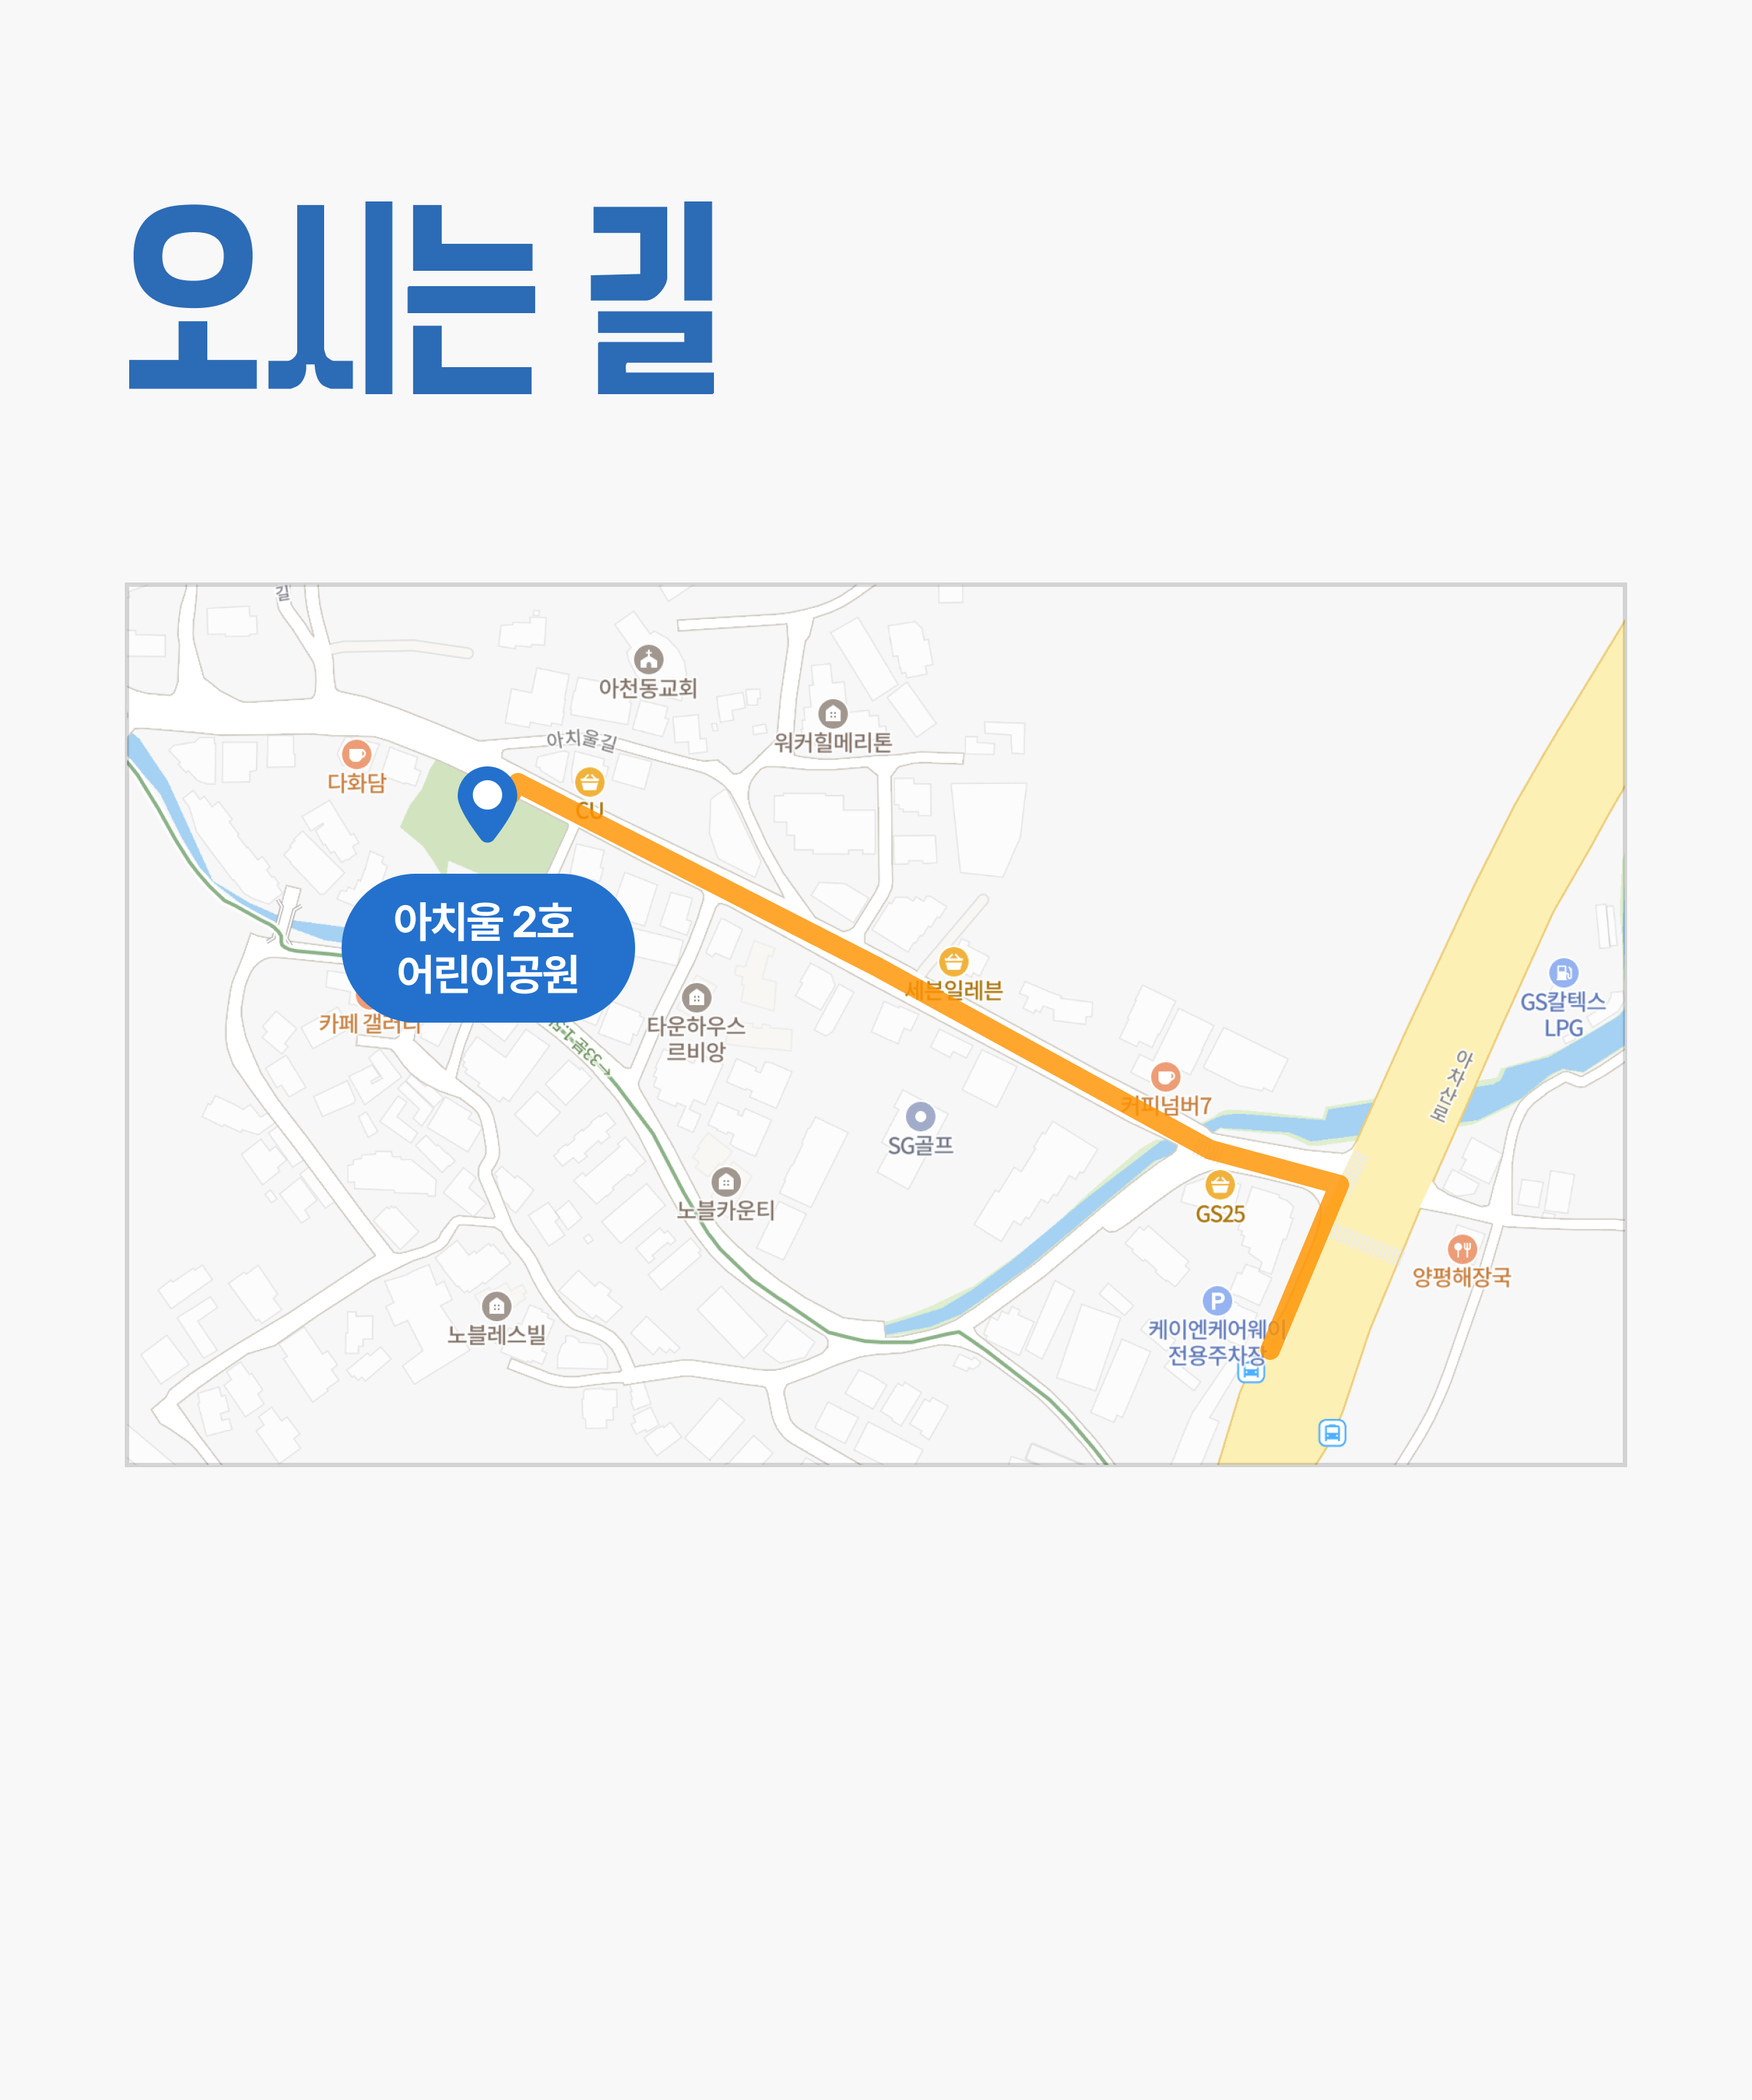 오시는 길
길
아천동교회
아치울길
워커힐메리톤
다화담
CU
아치울 2호
어린이공원
세븐일레븐
카페 갤러리
타운하우스
르비앙
GS칼텍스
LPG
아차산로
커피넘버7
SG골프
노블카운티
GS25
양평해장국
노블레스빌
P
케이엔케어웨이
전용주차장